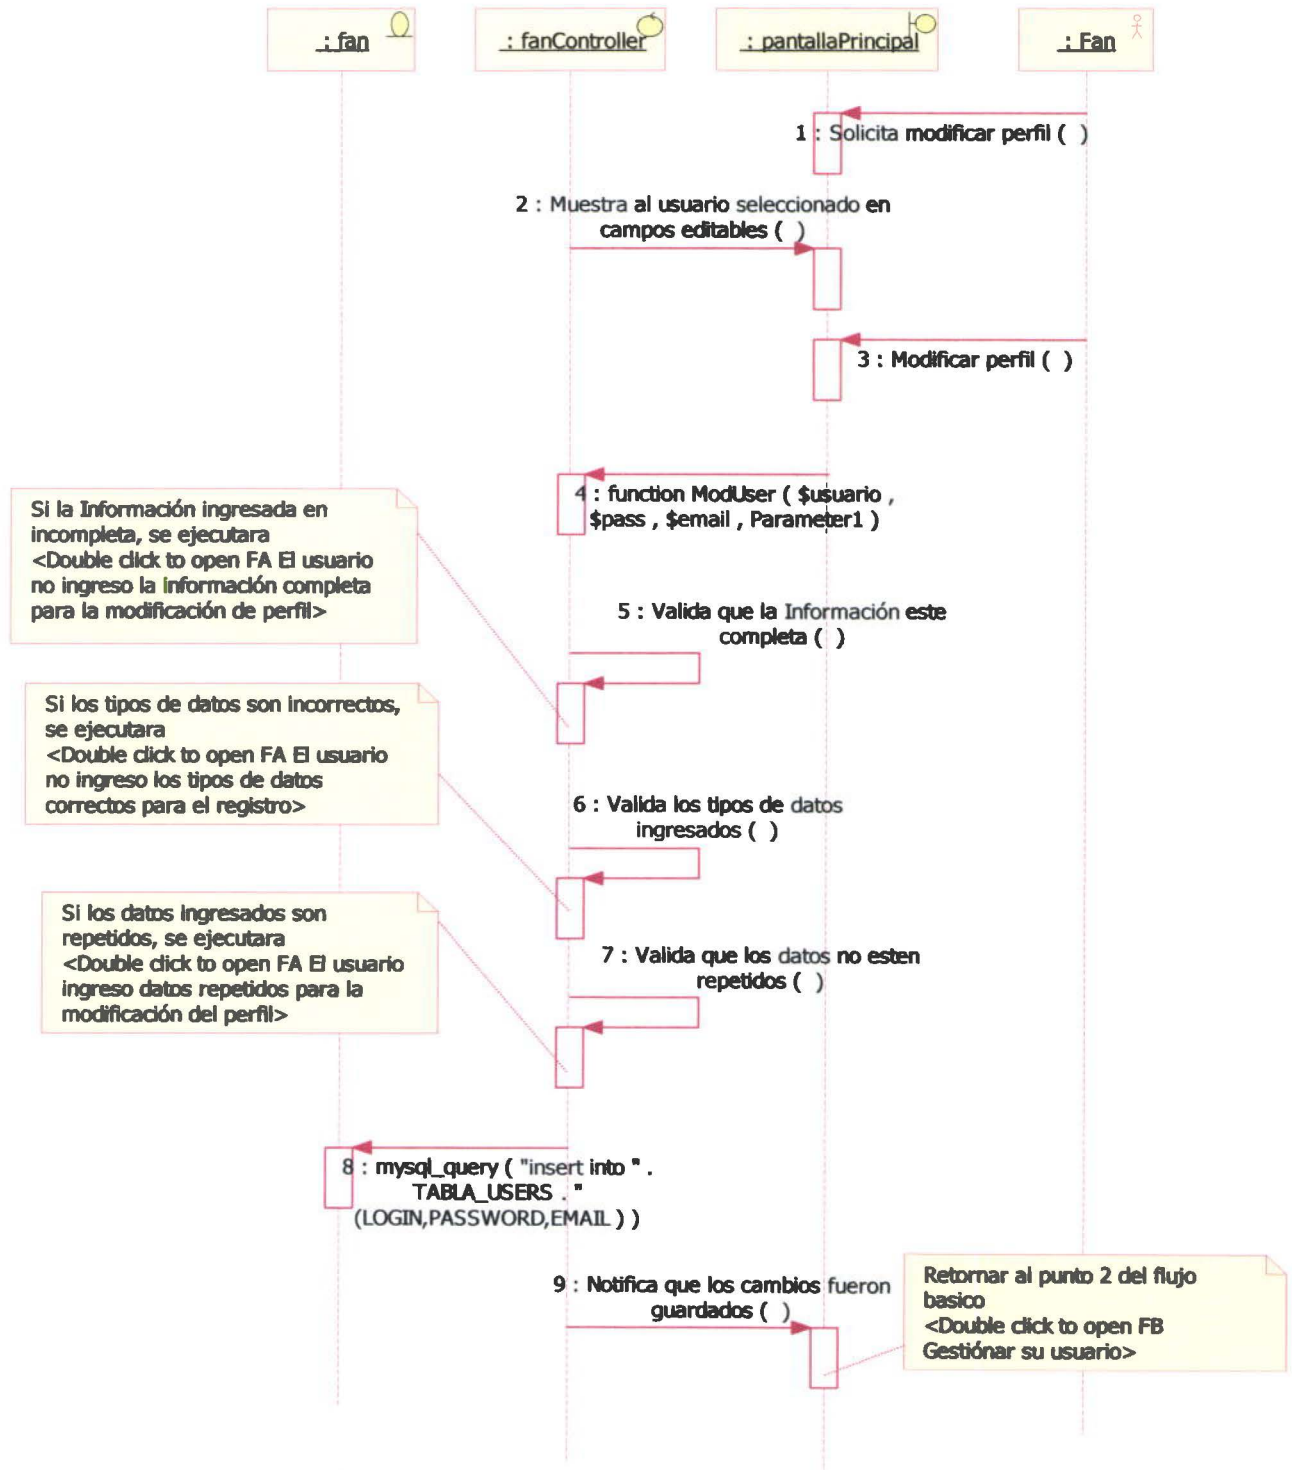 : fan
: fanController
: pantallaPrincipal
: Fan
1 : Solicita modificar perfil ( )
2 : Muestra al usuario seleccionado en
campos editables ( )
3 : Modificar perfil ( )
4 : function ModUser ( $usuario ,
$pass , $email , Parameter1 )
Si la Información ingresada en
incompleta, se ejecutara
<Double click to open FA El usuario
no ingreso la información completa
para la modificación de perfil>
5 : Valida que la Información este
completa ( )
Si los tipos de datos son incorrectos,
se ejecutara
<Double click to open FA El usuario
no ingreso los tipos de datos
correctos para el registro>
6 : Valida los tipos de datos
ingresados ( )
Si los datos ingresados son
repetidos, se ejecutara
<Double click to open FA El usuario
ingreso datos repetidos para la
modificación del perfil>
7 : Valida que los datos no esten
repetidos ( )
8 : mysql_query ( "insert into " .
TABLA_USERS . "
(LOGIN,PASSWORD,EMAIL ) )
9 : Notifica que los cambios fueron
guardados ( )
Retornar al punto 2 del flujo
basico
<Double click to open FB
Gestiónar su usuario>